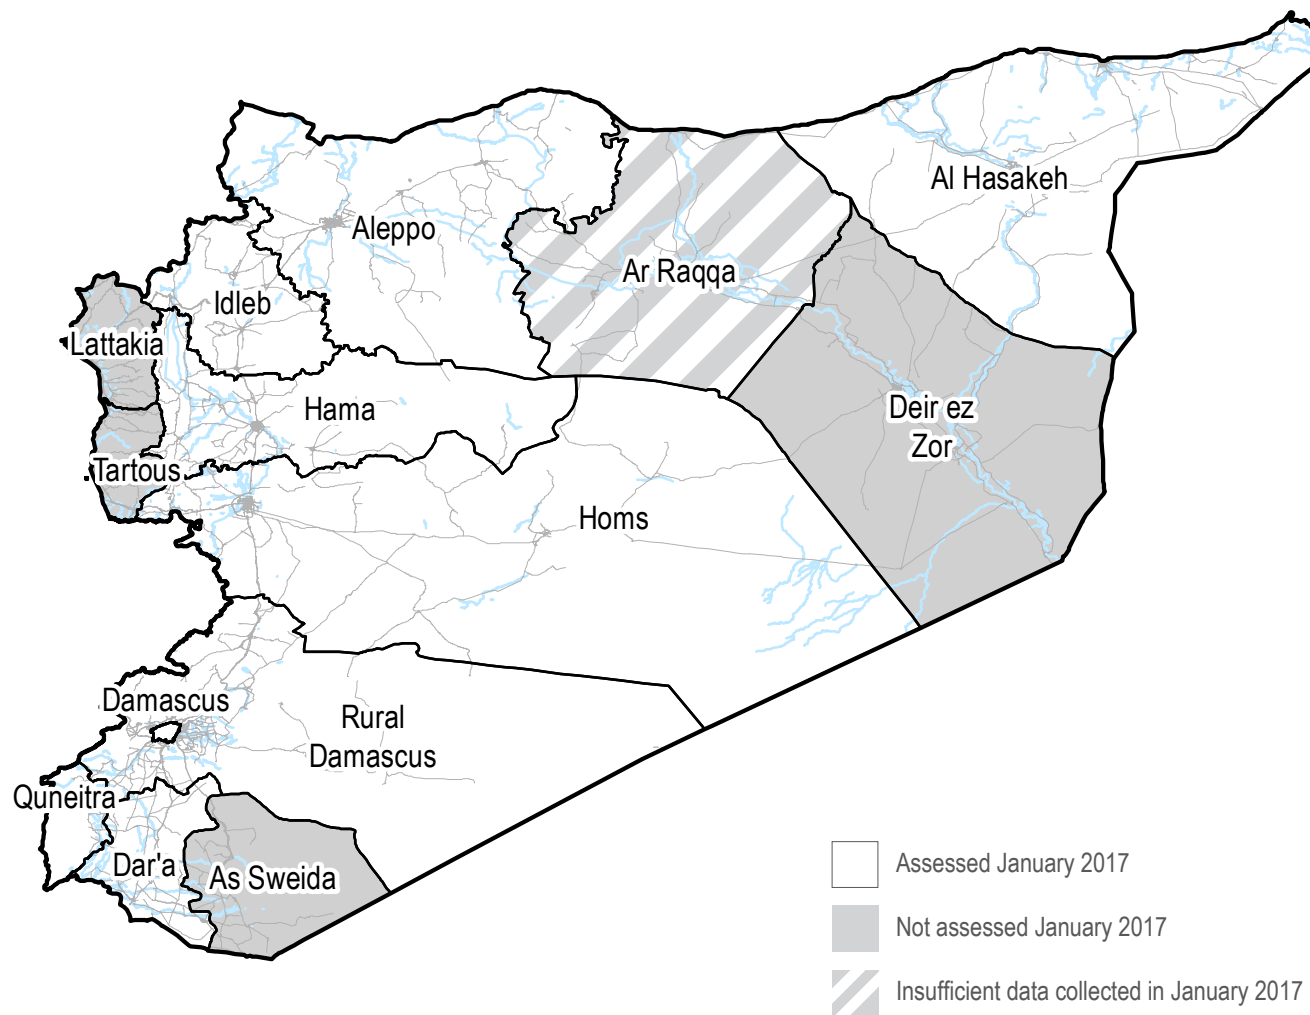 Al Hasakeh
Aleppo
Ar Raqqa
Idleb
Lattakia
Hama
Deir ez
Zor
Tartous
Homs
Damascus
Rural
Damascus
Quneitra
Dar'a
As Sweida
Assessed January 2017
Not assessed January 2017
Insufficient data collected in January 2017